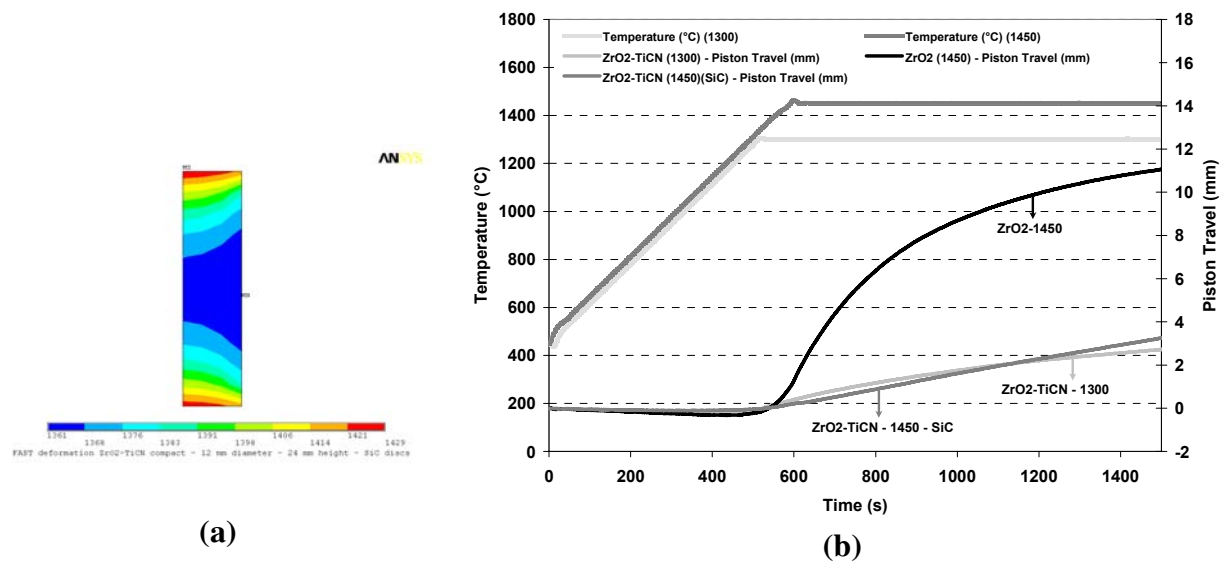 ANSYS
1361 1376 1391 1406 1421
1368 1383 1398 1414 1429
FAST deformation ZrO2-TiCN compact - 12 mm diameter - 24 mm height - SiC discs
(a)
1800
1600
1400
1200
1000
800
600
400
200
0
Temperature (°C)
Temperature (°C) (1300)
Temperature (°C) (1450)
ZrO2-TiCN (1300) - Piston Travel (mm)
ZrO2 (1450) - Piston Travel (mm)
ZrO2-TiCN (1450)(SiC) - Piston Travel (mm)
ZrO2-1450
ZrO2-TiCN - 1300
ZrO2-TiCN - 1450 - SiC
18
16
14
12
10
8
6
4
2
0
-2
Piston Travel (mm)
0 200 400 600 800 1000 1200 1400
Time (s)
(b)